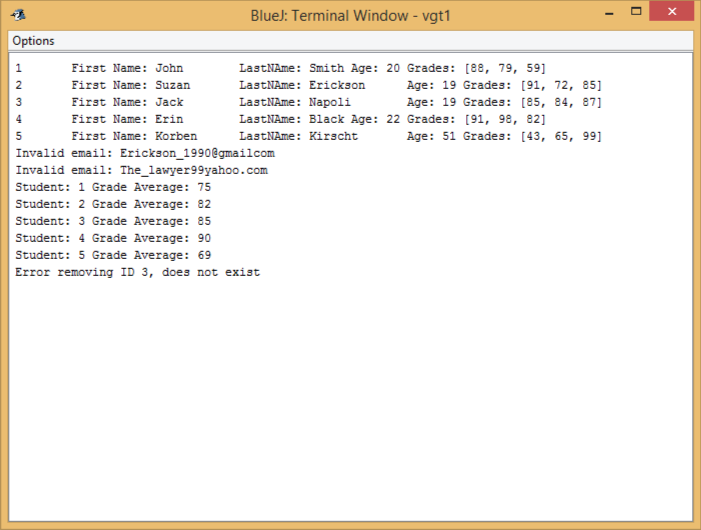 BlueJ: Terminal Window - vgt1
Options
1 First Name: John LastNAme: Smith Age: 20 Grades: [88, 79, 59]
2 First Name: Suzan LastNAme: Erickson Age: 19 Grades: [91, 72, 85]
3 First Name: Jack LastNAme: Napoli Age: 19 Grades: [85, 84, 87]
4 First Name: Erin LastNAme: Black Age: 22 Grades: [91, 98, 82]
5 First Name: Korben LastNAme: Kirscht Age: 51 Grades: [43, 65, 99]
Invalid email: Erickson_1990@gmailcom
Invalid email: The_lawyer99yahoo.com
Student: 1 Grade Average: 75
Student: 2 Grade Average: 82
Student: 3 Grade Average: 85
Student: 4 Grade Average: 90
Student: 5 Grade Average: 69
Error removing ID 3, does not exist